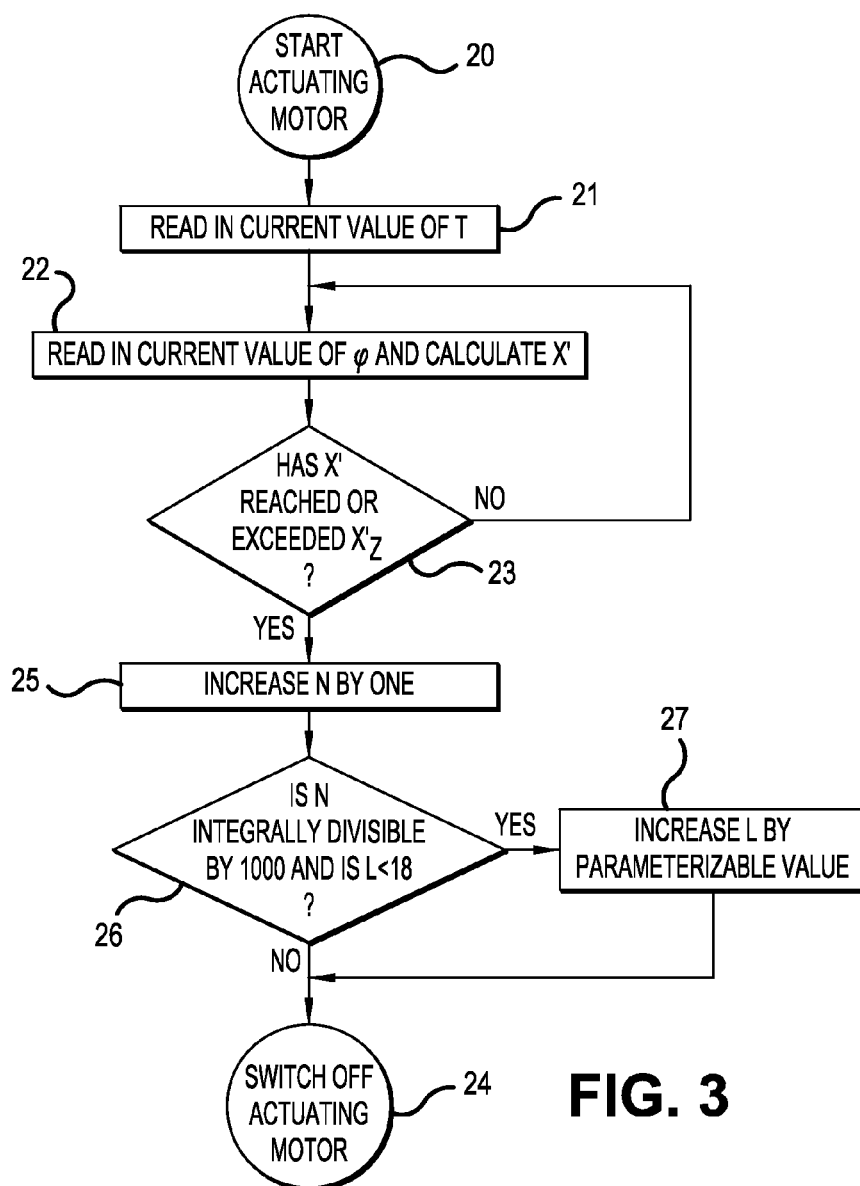 START
ACTUATING
MOTOR
20
21
READ IN CURRENT VALUE OF T
22
READ IN CURRENT VALUE OF φ AND CALCULATE X'
HAS X'
REACHED OR
EXCEEDED X'Z
?
NO
23
YES
25
INCREASE N BY ONE
27
IS N
INTEGRALLY DIVISIBLE
BY 1000 AND IS L<18
?
YES
INCREASE L BY
PARAMETERIZABLE VALUE
26
NO
SWITCH OFF
ACTUATING
MOTOR
24
FIG. 3